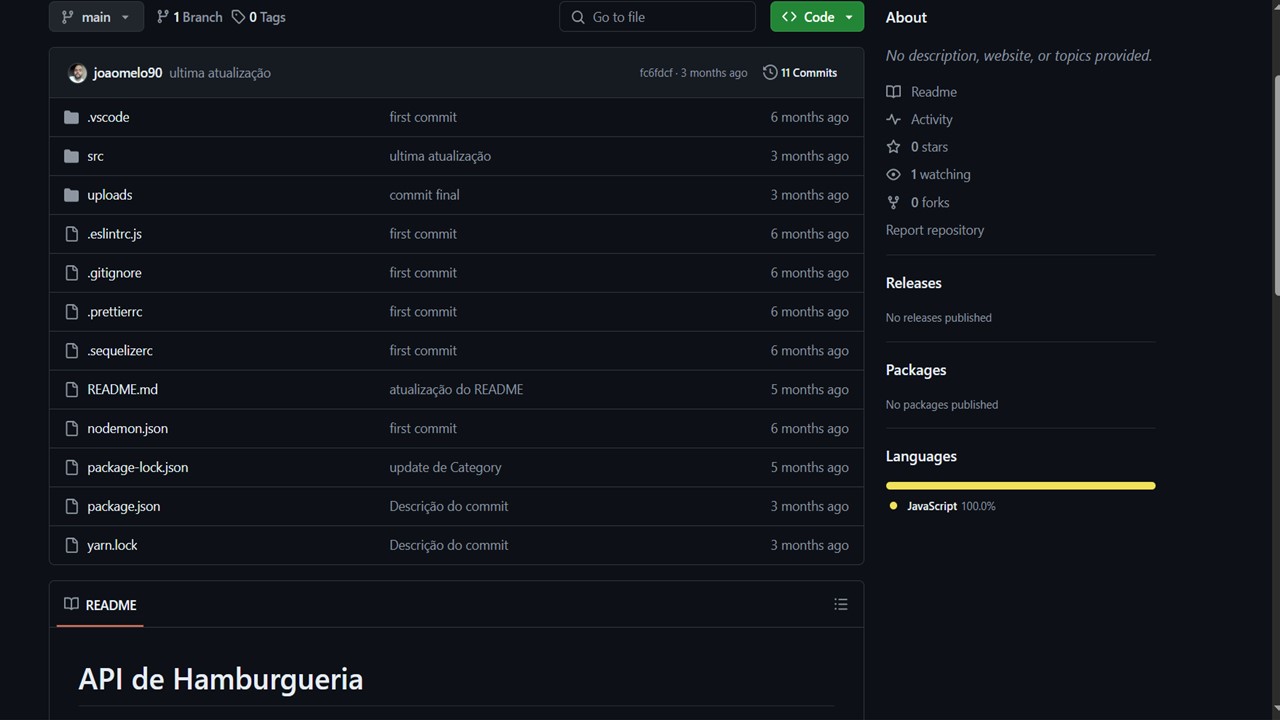 main
1 Branch
0 Tags
Go to file
Code
joaomelo90 ultima atualização
fc6fdcf · 3 months ago
11 Commits
.vscode first commit 6 months ago
src ultima atualização 3 months ago
uploads commit final 3 months ago
.eslintrc.js first commit 6 months ago
.gitignore first commit 6 months ago
.prettierrc first commit 6 months ago
.sequelizerc first commit 6 months ago
README.md atualização do README 5 months ago
nodemon.json first commit 6 months ago
package-lock.json update de Category 5 months ago
package.json Descrição do commit 3 months ago
yarn.lock Descrição do commit 3 months ago
README
API de Hamburgueria
About
No description, website, or topics provided.
Readme
Activity
0 stars
1 watching
0 forks
Report repository
Releases
No releases published
Packages
No packages published
Languages
JavaScript 100.0%